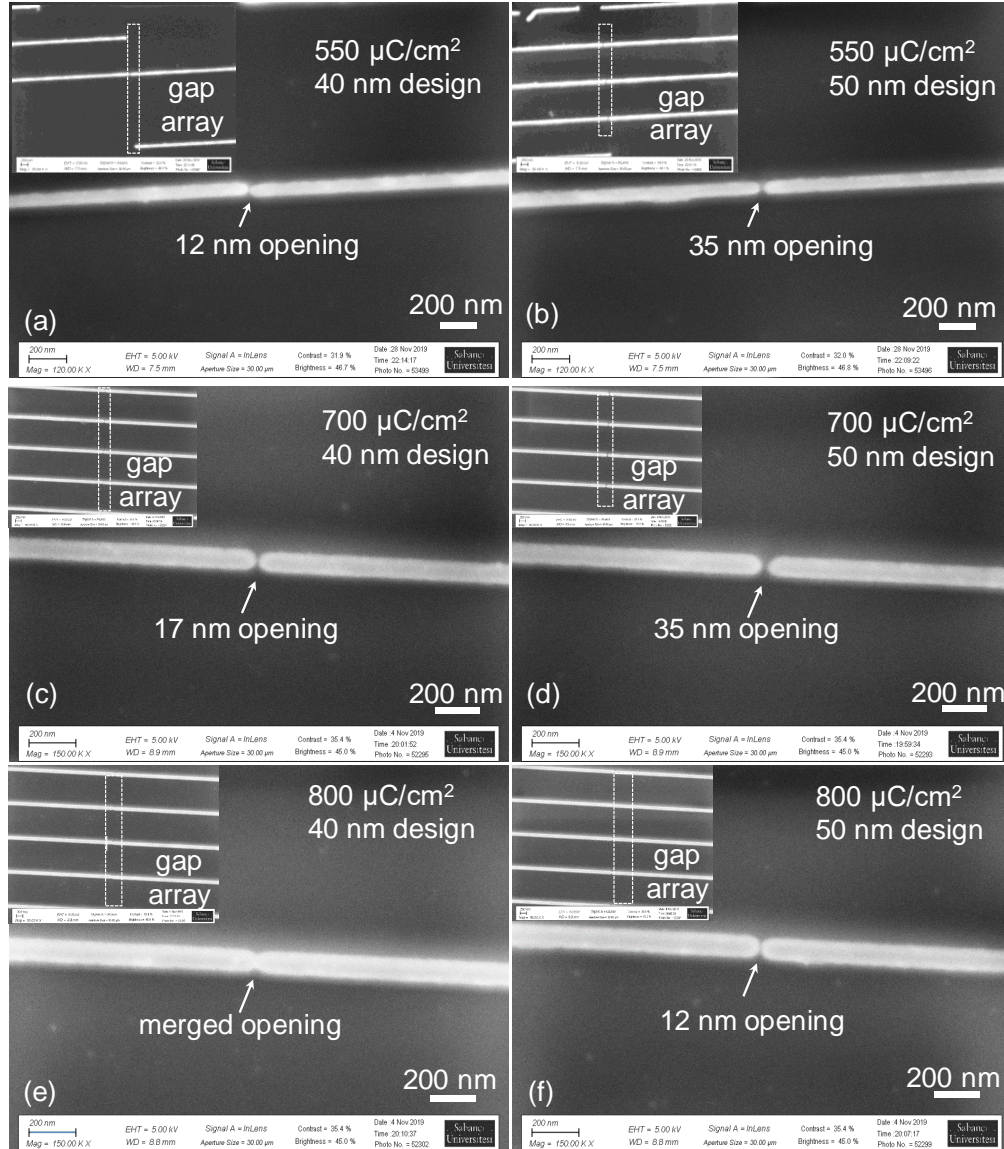 550 µC/cm²
40 nm design
gap
array
12 nm opening
200 nm
(a)
200 nm
Mag = 120.00 K X
EHT = 5.00 kV
WD = 7.5 mm
Signal A = InLens
Aperture Size = 30.00 µm
Contrast = 31.9 %
Brightness = 46.7 %
Date :28 Nov 2019
Time :22:14:17
Photo No. = 53499
Sabancı
Universitesi
550 µC/cm²
50 nm design
gap
array
35 nm opening
200 nm
(b)
200 nm
Mag = 120.00 K X
EHT = 5.00 kV
WD = 7.5 mm
Signal A = InLens
Aperture Size = 30.00 µm
Contrast = 32.0 %
Brightness = 46.8 %
Date :28 Nov 2019
Time :22:09:22
Photo No. = 53496
Sabancı
Universitesi
700 µC/cm²
40 nm design
gap
array
17 nm opening
200 nm
(c)
200 nm
Mag = 150.00 K X
EHT = 5.00 kV
WD = 8.9 mm
Signal A = InLens
Aperture Size = 30.00 µm
Contrast = 35.4 %
Brightness = 45.0 %
Date :4 Nov 2019
Time :20:01:52
Photo No. = 52295
Sabancı
Universitesi
700 µC/cm²
50 nm design
gap
array
35 nm opening
200 nm
(d)
200 nm
Mag = 150.00 K X
EHT = 5.00 kV
WD = 8.9 mm
Signal A = InLens
Aperture Size = 30.00 µm
Contrast = 35.4 %
Brightness = 45.0 %
Date :4 Nov 2019
Time :19:59:34
Photo No. = 52293
Sabancı
Universitesi
800 µC/cm²
40 nm design
gap
array
merged opening
200 nm
(e)
200 nm
Mag = 150.00 K X
EHT = 5.00 kV
WD = 8.8 mm
Signal A = InLens
Aperture Size = 30.00 µm
Contrast = 35.4 %
Brightness = 45.0 %
Date :4 Nov 2019
Time :20:10:37
Photo No. = 52302
Sabancı
Universitesi
800 µC/cm²
50 nm design
gap
array
12 nm opening
200 nm
(f)
200 nm
Mag = 150.00 K X
EHT = 5.00 kV
WD = 8.8 mm
Signal A = InLens
Aperture Size = 30.00 µm
Contrast = 35.4 %
Brightness = 45.0 %
Date :4 Nov 2019
Time :20:07:17
Photo No. = 52299
Sabancı
Universitesi